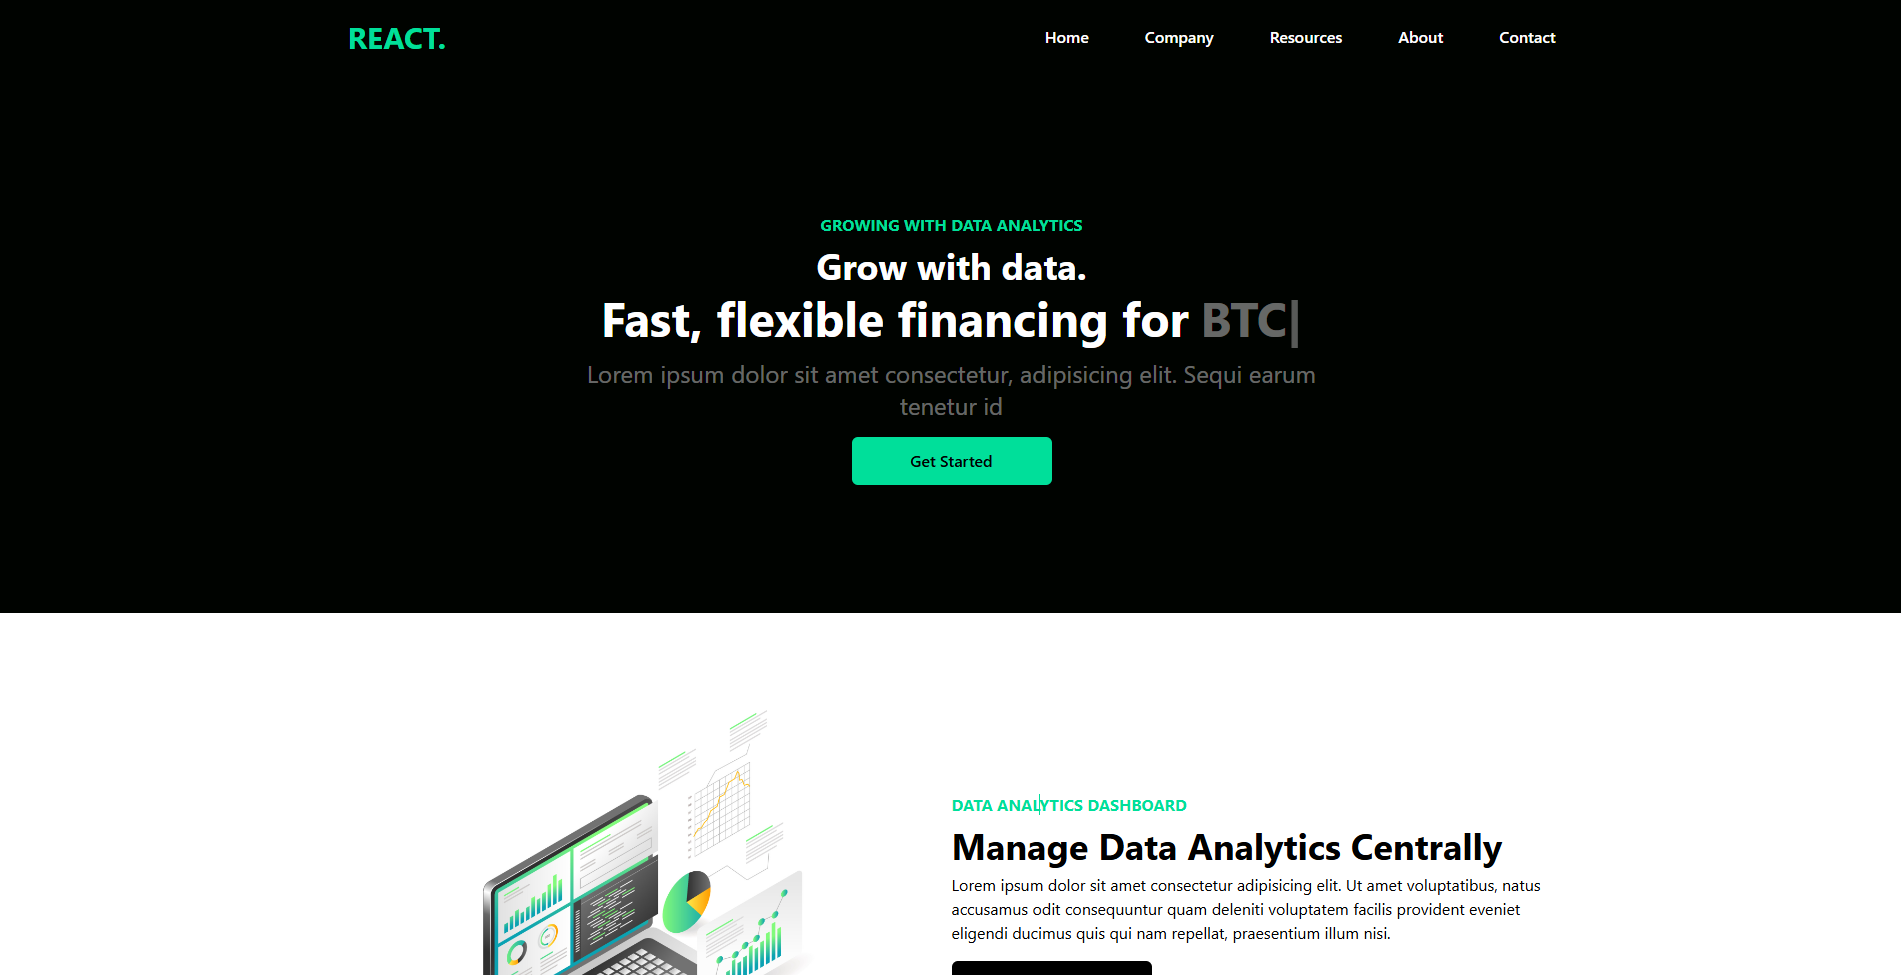 REACT.
Home Company Resources About Contact
GROWING WITH DATA ANALYTICS
Grow with data.
Fast, flexible financing for BTC|
Lorem ipsum dolor sit amet consectetur, adipisicing elit. Sequi earum
tenetur id
Get Started
DATA ANALYTICS DASHBOARD
Manage Data Analytics Centrally
Lorem ipsum dolor sit amet consectetur adipisicing elit. Ut amet voluptatibus, natus
accusamus odit consequuntur quam deleniti voluptatem facilis provident eveniet
eligendi ducimus quis qui nam repellat, praesentium illum nisi.